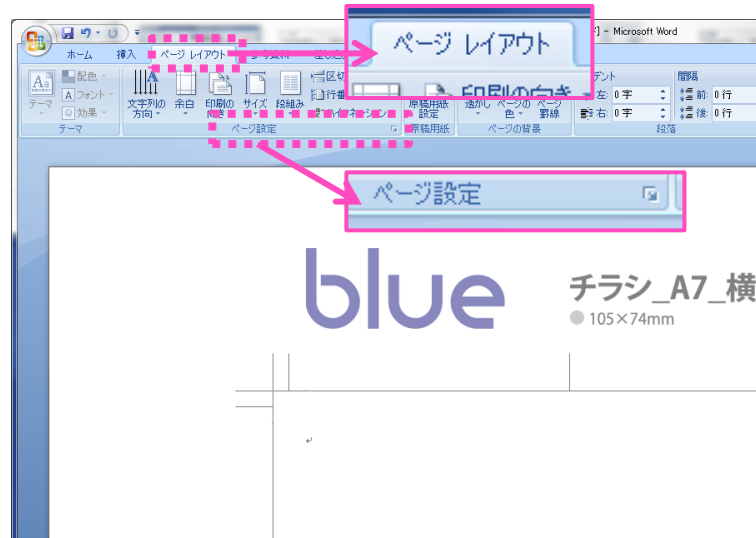 ] - Microsoft Word
ホーム 挿入 ページ レイアウト
ページ レイアウト
配色
フォント
効果
テーマ
テーマ
文字列の方向
余白
印刷の
サイズ
段組み
ページ設定
印刷の向き
原稿用紙設定
原稿用紙
透かし
ページの色
ページ罫線
ページの背景
左: 0 字
右: 0 字
間隔
前: 0 行
後: 0 行
段落
ページ設定
blue
チラシ_A7_横
105×74mm